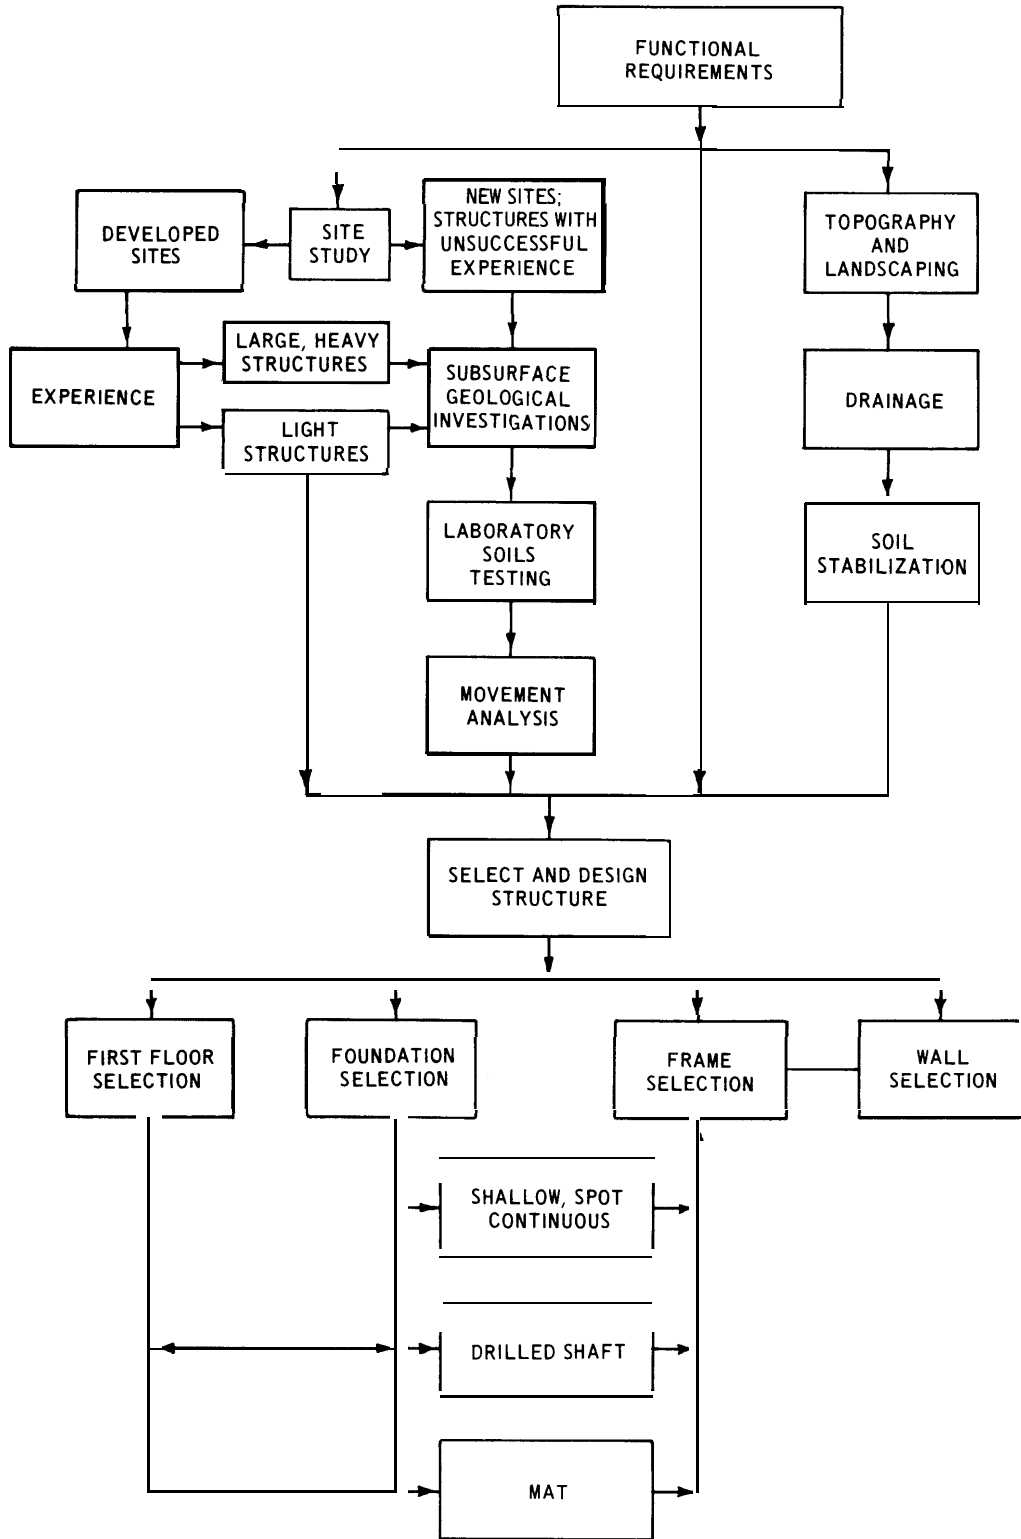 FUNCTIONAL
REQUIREMENTS
DEVELOPED
SITES
SITE
STUDY
NEW SITES;
STRUCTURES WITH
UNSUCCESSFUL
EXPERIENCE
TOPOGRAPHY
AND
LANDSCAPING
EXPERIENCE
LARGE, HEAVY
STRUCTURES
LIGHT
STRUCTURES
SUBSURFACE
GEOLOGICAL
INVESTIGATIONS
DRAINAGE
LABORATORY
SOILS
TESTING
SOIL
STABILIZATION
MOVEMENT
ANALYSIS
SELECT AND DESIGN
STRUCTURE
FIRST FLOOR
SELECTION
FOUNDATION
SELECTION
FRAME
SELECTION
WALL
SELECTION
SHALLOW, SPOT
CONTINUOUS
DRILLED SHAFT
MAT